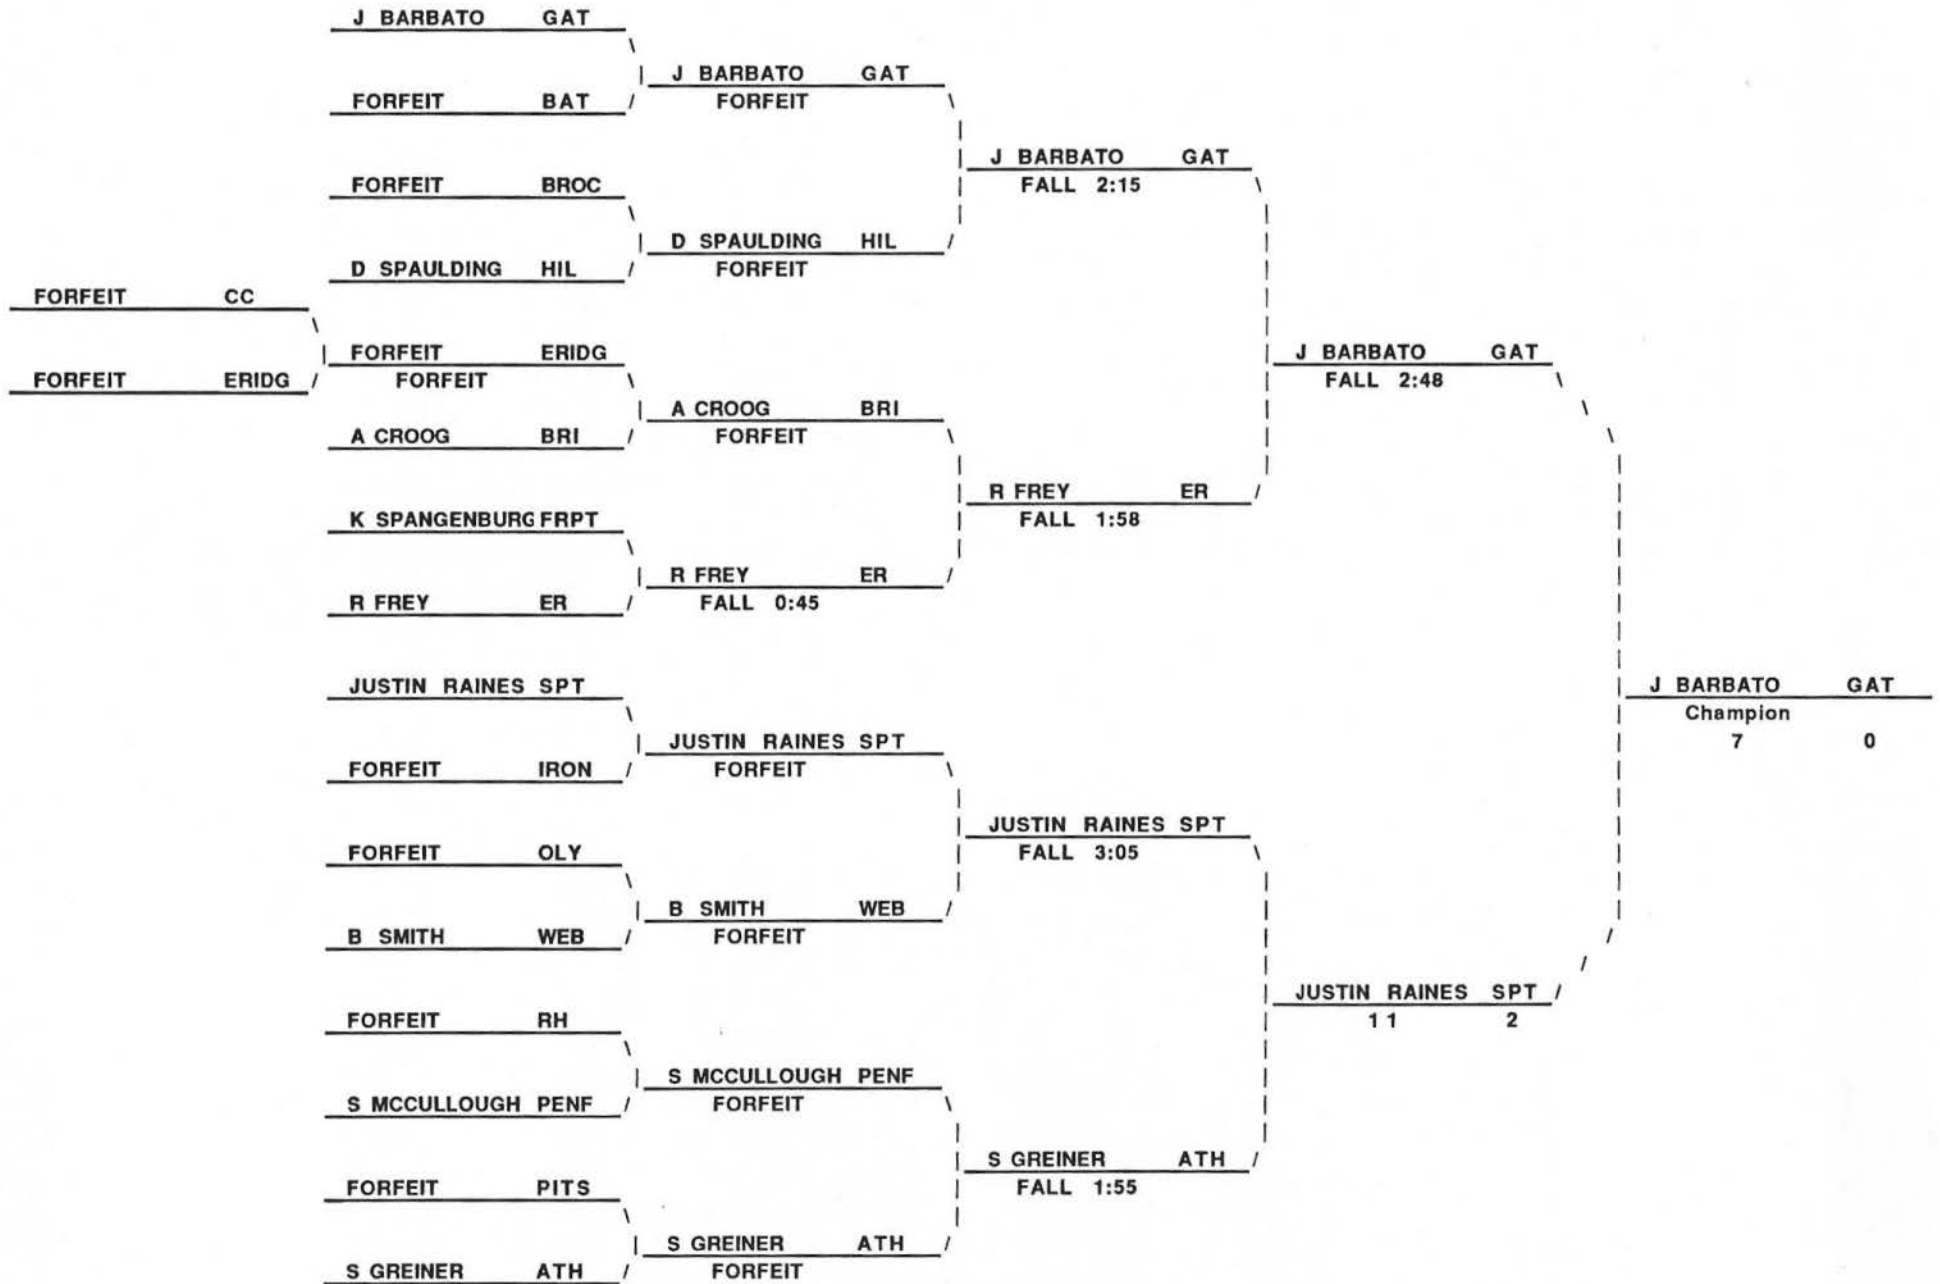 J BARBATO GAT
J BARBATO GAT
FORFEIT BAT
FORFEIT
J BARBATO GAT
FORFEIT BROC
FALL 2:15
D SPAULDING HIL
D SPAULDING HIL
FORFEIT
FORFEIT CC
FORFEIT ERIDG
J BARBATO GAT
FORFEIT ERIDG
FORFEIT
FALL 2:48
A CROOG BRI
A CROOG BRI
FORFEIT
R FREY ER
K SPANGENBURG FRPT
FALL 1:58
R FREY ER
R FREY ER
FALL 0:45
JUSTIN RAINES SPT
J BARBATO GAT
Champion
7 0
JUSTIN RAINES SPT
FORFEIT IRON
FORFEIT
JUSTIN RAINES SPT
FORFEIT OLY
FALL 3:05
B SMITH WEB
B SMITH WEB
FORFEIT
JUSTIN RAINES SPT
FORFEIT RH
11 2
S MCCULLOUGH PENF
S MCCULLOUGH PENF
FORFEIT
S GREINER ATH
FORFEIT PITS
FALL 1:55
S GREINER ATH
S GREINER ATH
FORFEIT